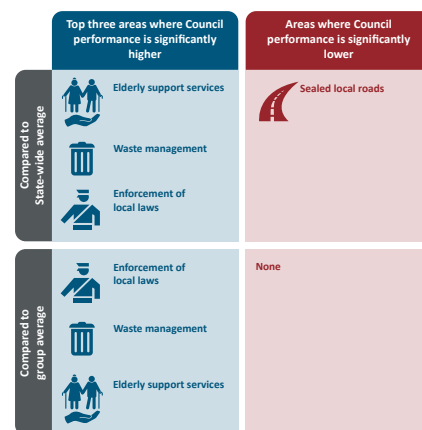 Top three areas where Council
performance is significantly
higher
Areas where Council
performance is significantly
lower
Compared to
State-wide average
Elderly support services
Waste management
Enforcement of
local laws
Sealed local roads
Compared to
group average
Enforcement of
local laws
Waste management
Elderly support services
None